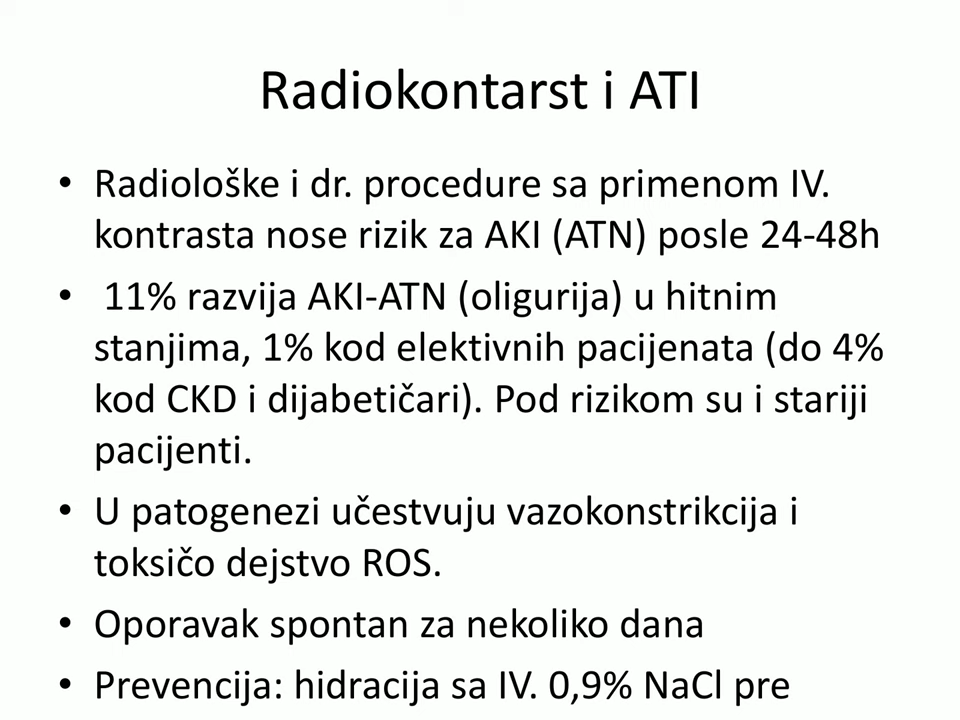 Radiokontarst i ATI
• Radiološke i dr. procedure sa primenom IV.
kontrasta nose rizik za AKI (ATN) posle 24-48h
• 11% razvija AKI-ATN (oligurija) u hitnim
stanjima, 1% kod elektivnih pacijenata (do 4%
kod CKD i dijabetičari). Pod rizikom su i stariji
pacijenti.
• U patogenezi učestvuju vazokonstrikcija i
toksičo dejstvo ROS.
• Oporavak spontan za nekoliko dana
• Prevencija: hidracija sa IV. 0,9% NaCl pre